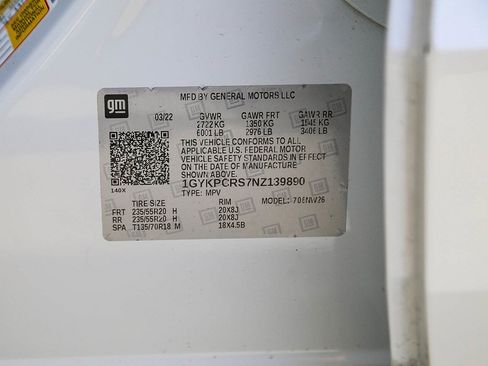 gm
MFD BY GENERAL MOTORS LLC
03/22 GVWR GAWR FRT GAWR RR
2722 KG 1350 KG 1545 KG
6001 LB 2976 LB 3406 LB
THIS VEHICLE CONFORMS TO ALL
APPLICABLE U.S. FEDERAL MOTOR
VEHICLE SAFETY STANDARDS IN
EFFECT ON THE DATE OF
MANUFACTURE SHOWN ABOVE.
1GYKPCRS7NZ139890
140X
TYPE: MPV MODEL:
TIRE SIZE RIM
FRT 235/55R20 H 20X8J
RR 235/55R20 H 20X8J
SPA T135/70R18 M 18X4.5B